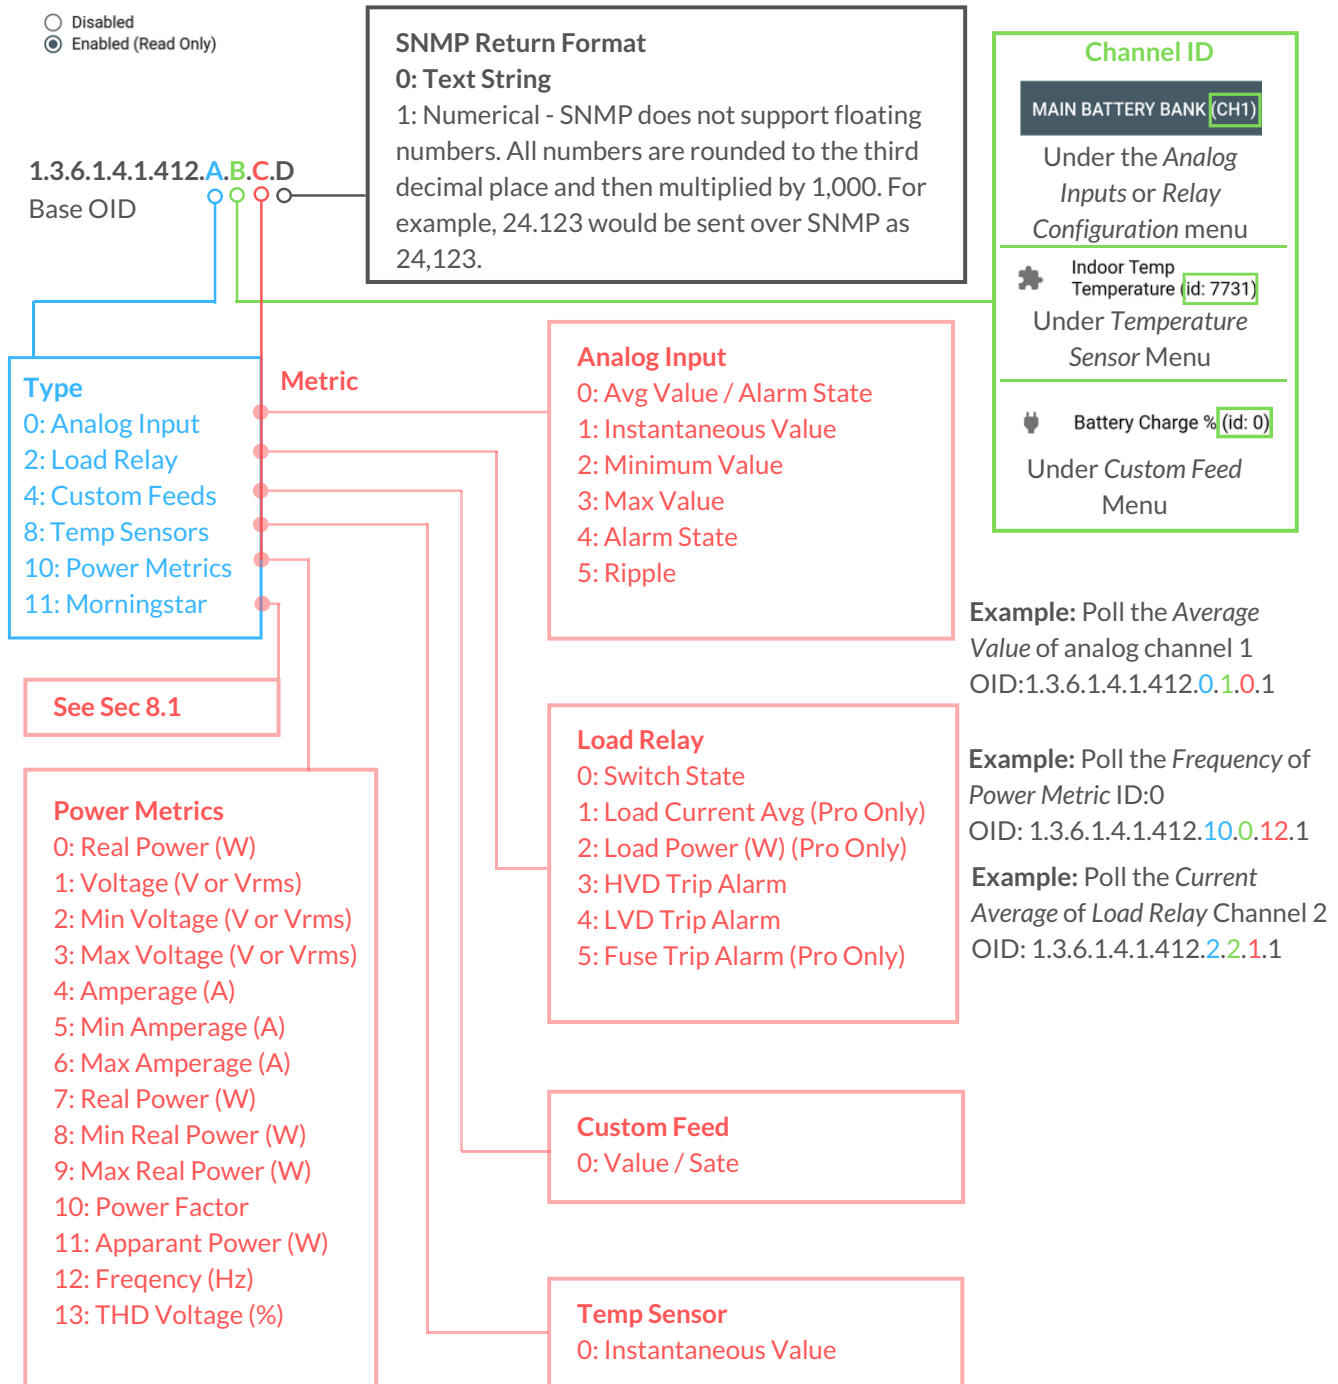 Disabled
Enabled (Read Only)
1.3.6.1.4.1.412.A.B.C.D
Base OID
SNMP Return Format
0: Text String
1: Numerical - SNMP does not support floating
numbers. All numbers are rounded to the third
decimal place and then multiplied by 1,000. For
example, 24.123 would be sent over SNMP as
24,123.
Channel ID
MAIN BATTERY BANK (CH1)
Under the Analog
Inputs or Relay
Configuration menu
Indoor Temp
Temperature (id: 7731)
Under Temperature
Sensor Menu
Battery Charge % (id: 0)
Under Custom Feed
Menu
Type
0: Analog Input
2: Load Relay
4: Custom Feeds
8: Temp Sensors
10: Power Metrics
11: Morningstar
Metric
Analog Input
0: Avg Value / Alarm State
1: Instantaneous Value
2: Minimum Value
3: Max Value
4: Alarm State
5: Ripple
See Sec 8.1
Power Metrics
0: Real Power (W)
1: Voltage (V or Vrms)
2: Min Voltage (V or Vrms)
3: Max Voltage (V or Vrms)
4: Amperage (A)
5: Min Amperage (A)
6: Max Amperage (A)
7: Real Power (W)
8: Min Real Power (W)
9: Max Real Power (W)
10: Power Factor
11: Apparant Power (W)
12: Freqency (Hz)
13: THD Voltage (%)
Load Relay
0: Switch State
1: Load Current Avg (Pro Only)
2: Load Power (W) (Pro Only)
3: HVD Trip Alarm
4: LVD Trip Alarm
5: Fuse Trip Alarm (Pro Only)
Custom Feed
0: Value / Sate
Temp Sensor
0: Instantaneous Value
Example: Poll the Average
Value of analog channel 1
OID:1.3.6.1.4.1.412.0.1.0.1
Example: Poll the Frequency of
Power Metric ID:0
OID: 1.3.6.1.4.1.412.10.0.12.1
Example: Poll the Current
Average of Load Relay Channel 2
OID: 1.3.6.1.4.1.412.2.2.1.1